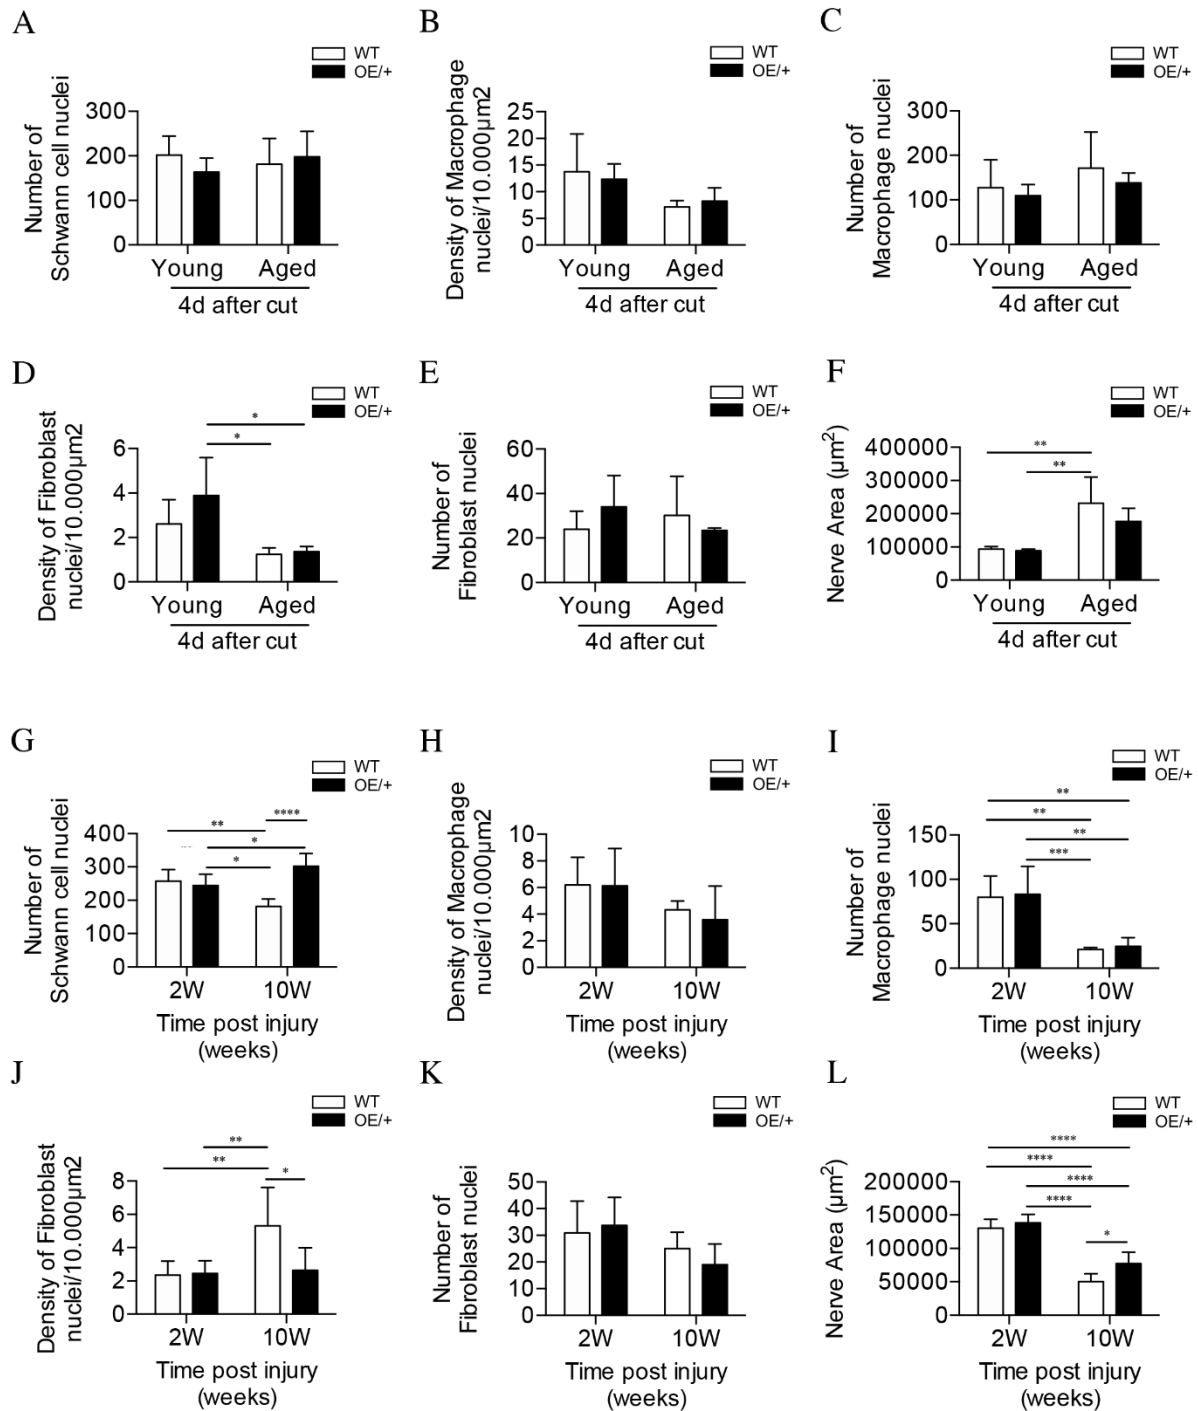 A
WT
OE/+
Number of
Schwann cell nuclei
300
200
100
0
Young
Aged
4d after cut
B
WT
OE/+
Density of Macrophage
nuclei/10.000µm2
25
20
15
10
5
0
Young
Aged
4d after cut
C
WT
OE/+
Number of
Macrophage nuclei
300
200
100
0
Young
Aged
4d after cut
D
WT
OE/+
*
*
Density of Fibroblast
nuclei/10.000µm2
6
4
2
0
Young
Aged
4d after cut
E
WT
OE/+
Number of
Fibroblast nuclei
60
40
20
0
Young
Aged
4d after cut
F
WT
OE/+
**
**
Nerve Area (µm²)
400000
300000
200000
100000
0
Young
Aged
4d after cut
G
WT
OE/+
****
**
*
*
Number of
Schwann cell nuclei
400
300
200
100
0
2W
10W
Time post injury
(weeks)
H
WT
OE/+
Density of Macrophage
nuclei/10.000µm2
10
8
6
4
2
0
2W
10W
Time post injury
(weeks)
I
WT
OE/+
**
**
**
***
Number of
Macrophage nuclei
150
100
50
0
2W
10W
Time post injury
(weeks)
J
WT
OE/+
**
**
*
Density of Fibroblast
nuclei/10.000µm2
8
6
4
2
0
2W
10W
Time post injury
(weeks)
K
WT
OE/+
Number of
Fibroblast nuclei
50
40
30
20
10
0
2W
10W
Time post injury
(weeks)
L
WT
OE/+
****
****
****
****
*
Nerve Area (µm²)
200000
150000
100000
50000
0
2W
10W
Time post injury
(weeks)